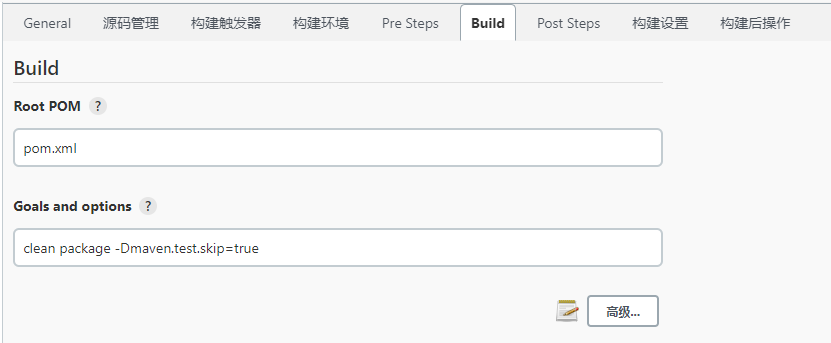 General 源码管理 构建触发器 构建环境 Pre Steps Build Post Steps 构建设置 构建后操作
Build
Root POM ?
pom.xml
Goals and options ?
clean package -Dmaven.test.skip=true
高级...